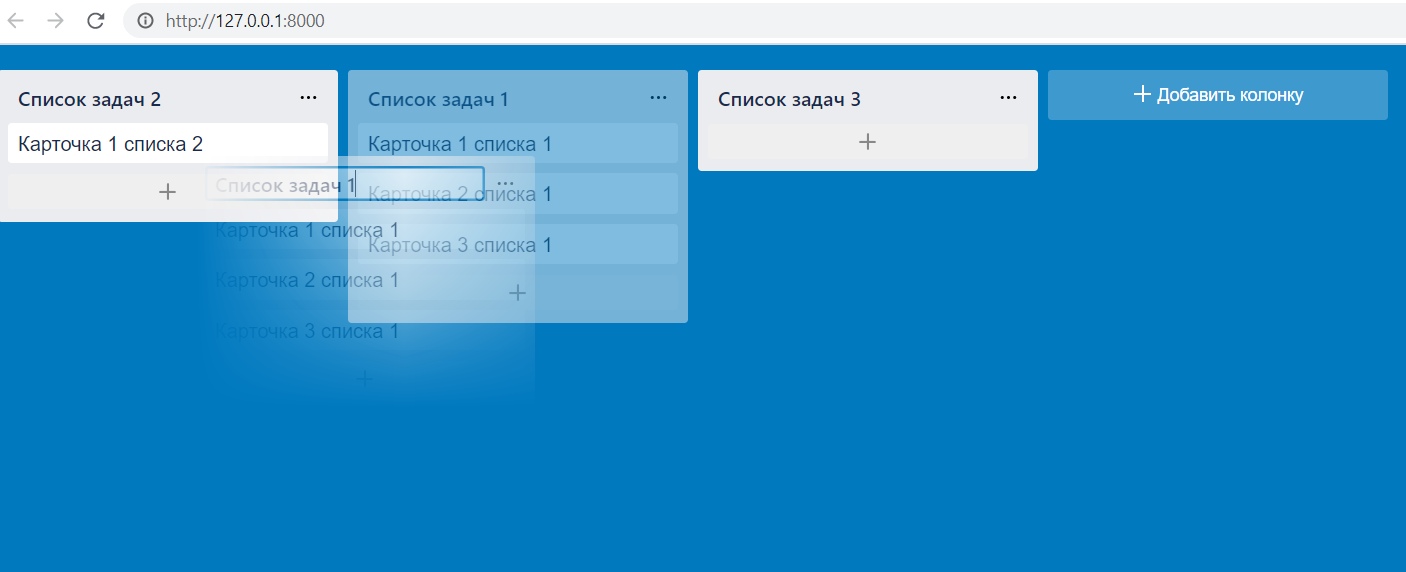 http://127.0.0.1:8000
Список задач 2
Карточка 1 списка 2
Список задач 1
Карточка 1 списка 1
Карточка 2 списка 1
Карточка 3 списка 1
Список задач 1
Карточка 1 списка 1
Карточка 2 списка 1
Карточка 3 списка 1
Список задач 3
Добавить колонку